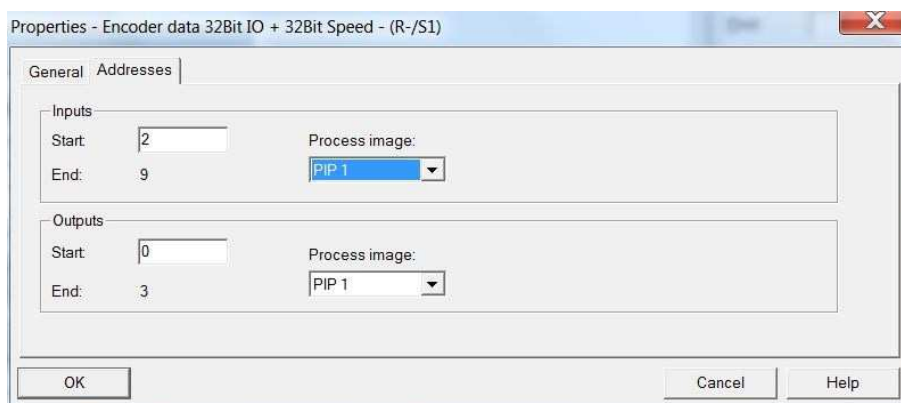 Properties - Encoder data 32Bit IO + 32Bit Speed - (R-/S1)
X
General Addresses
Inputs
Start: 2 Process image:
End: 9 PIP 1
Outputs
Start: 0 Process image:
End: 3 PIP 1
OK Cancel Help